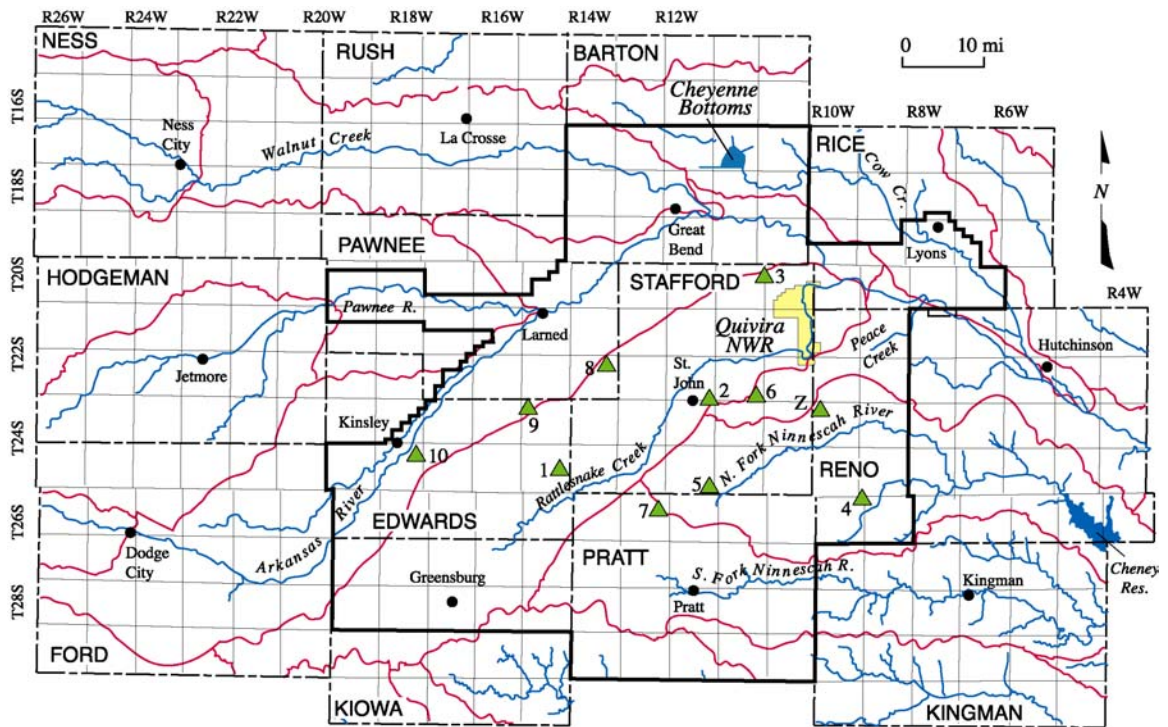 R26W R24W R22W R20W R18W R16W R14W R12W
NESS
RUSH
BARTON
0 10 mi
Cheyenne
Bottoms
R10W R8W R6W
T16S
Ness
City
La Crosse
Walnut Creek
RICE
Cow Cr.
N
T18S
Great
Bend
Lyons
PAWNEE
T20S
HODGEMAN
STAFFORD
3
Pawnee R.
R4W
Larned
Quivira
NWR
Peace
Creek
Hutchinson
T22S
Jetmore
8
St.
John
2
6
Z
9
Kinsley
T24S
10
1
Rattlesnake Creek
N. Fork Ninnescah River
RENO
5
4
7
T26S
Dodge
City
Arkansas River
EDWARDS
PRATT
Cheney
Res.
Greensburg
S. Fork Ninnescah R.
Kingman
Pratt
T28S
FORD
KIOWA
KINGMAN